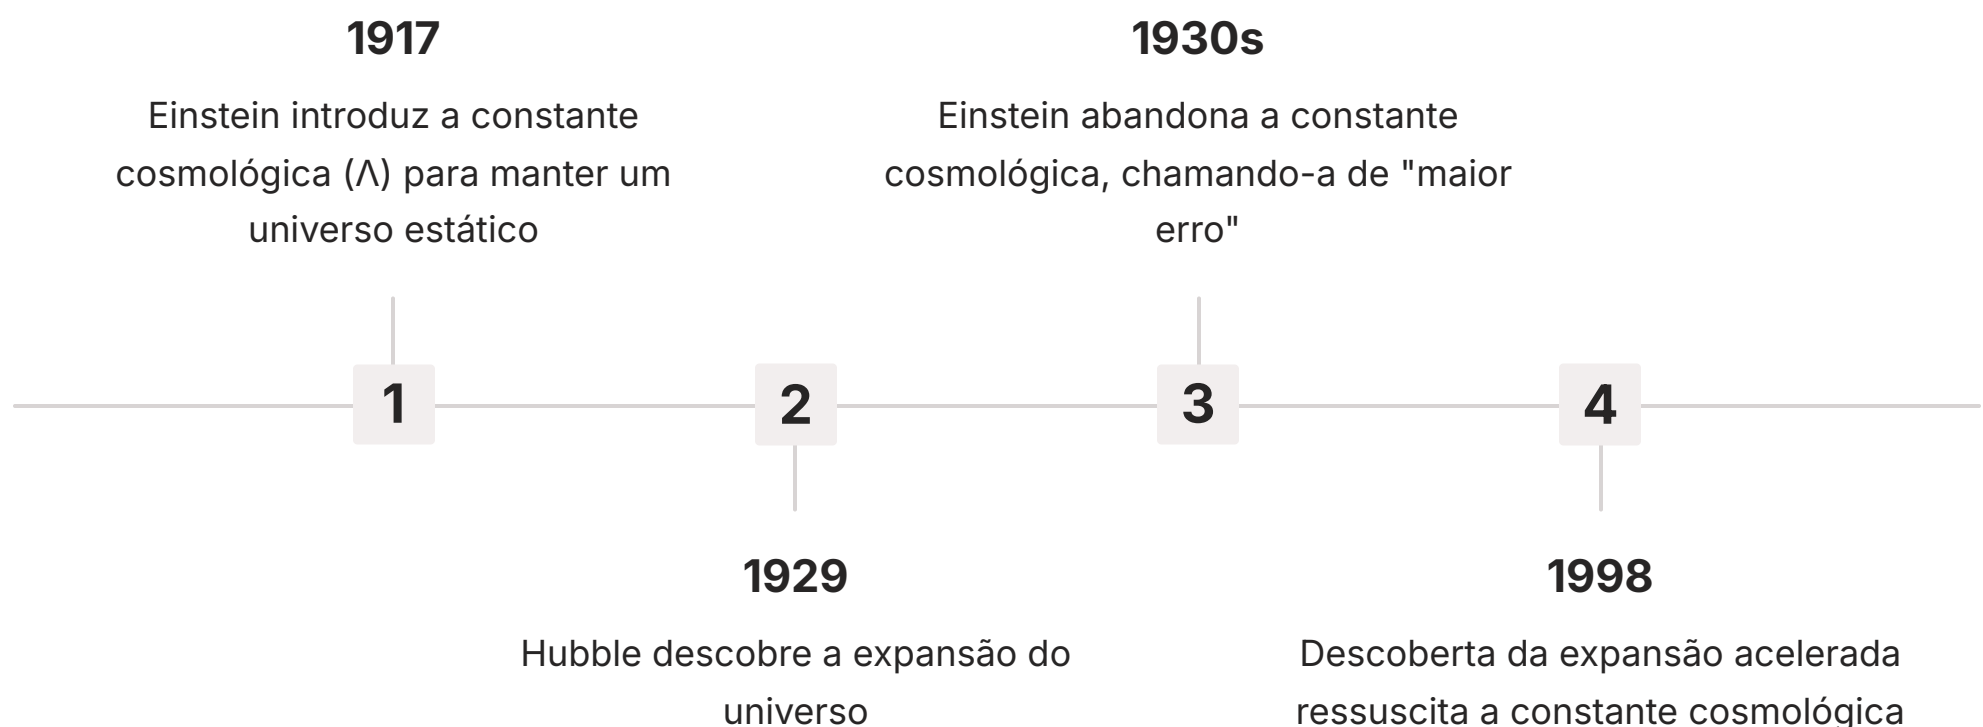 1917
Einstein introduz a constante
cosmológica (Λ) para manter um
universo estático
1930s
Einstein abandona a constante
cosmológica, chamando-a de "maior
erro"
1
2
3
4
1929
Hubble descobre a expansão do
universo
1998
Descoberta da expansão acelerada
ressuscita a constante cosmológica